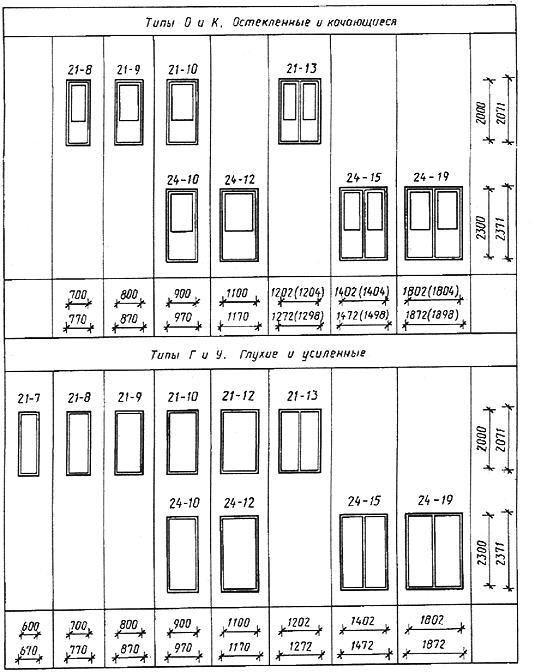 Типы О и К. Остекленные и качающиеся
21-8 21-9 21-10 21-13
2000 2071
24-10 24-12 24-15 24-19
2300 2371
700 800 900 1100 1202(1204) 1402(1404) 1802(1804)
770 870 970 1170 1272(1298) 1472(1498) 1872(1898)
Типы Г и У. Глухие и усиленные
21-7 21-8 21-9 21-10 21-12 21-13
2000 2071
24-10 24-12 24-15 24-19
2300 2371
600 700 800 900 1100 1202 1402 1802
670 770 870 970 1170 1272 1472 1872